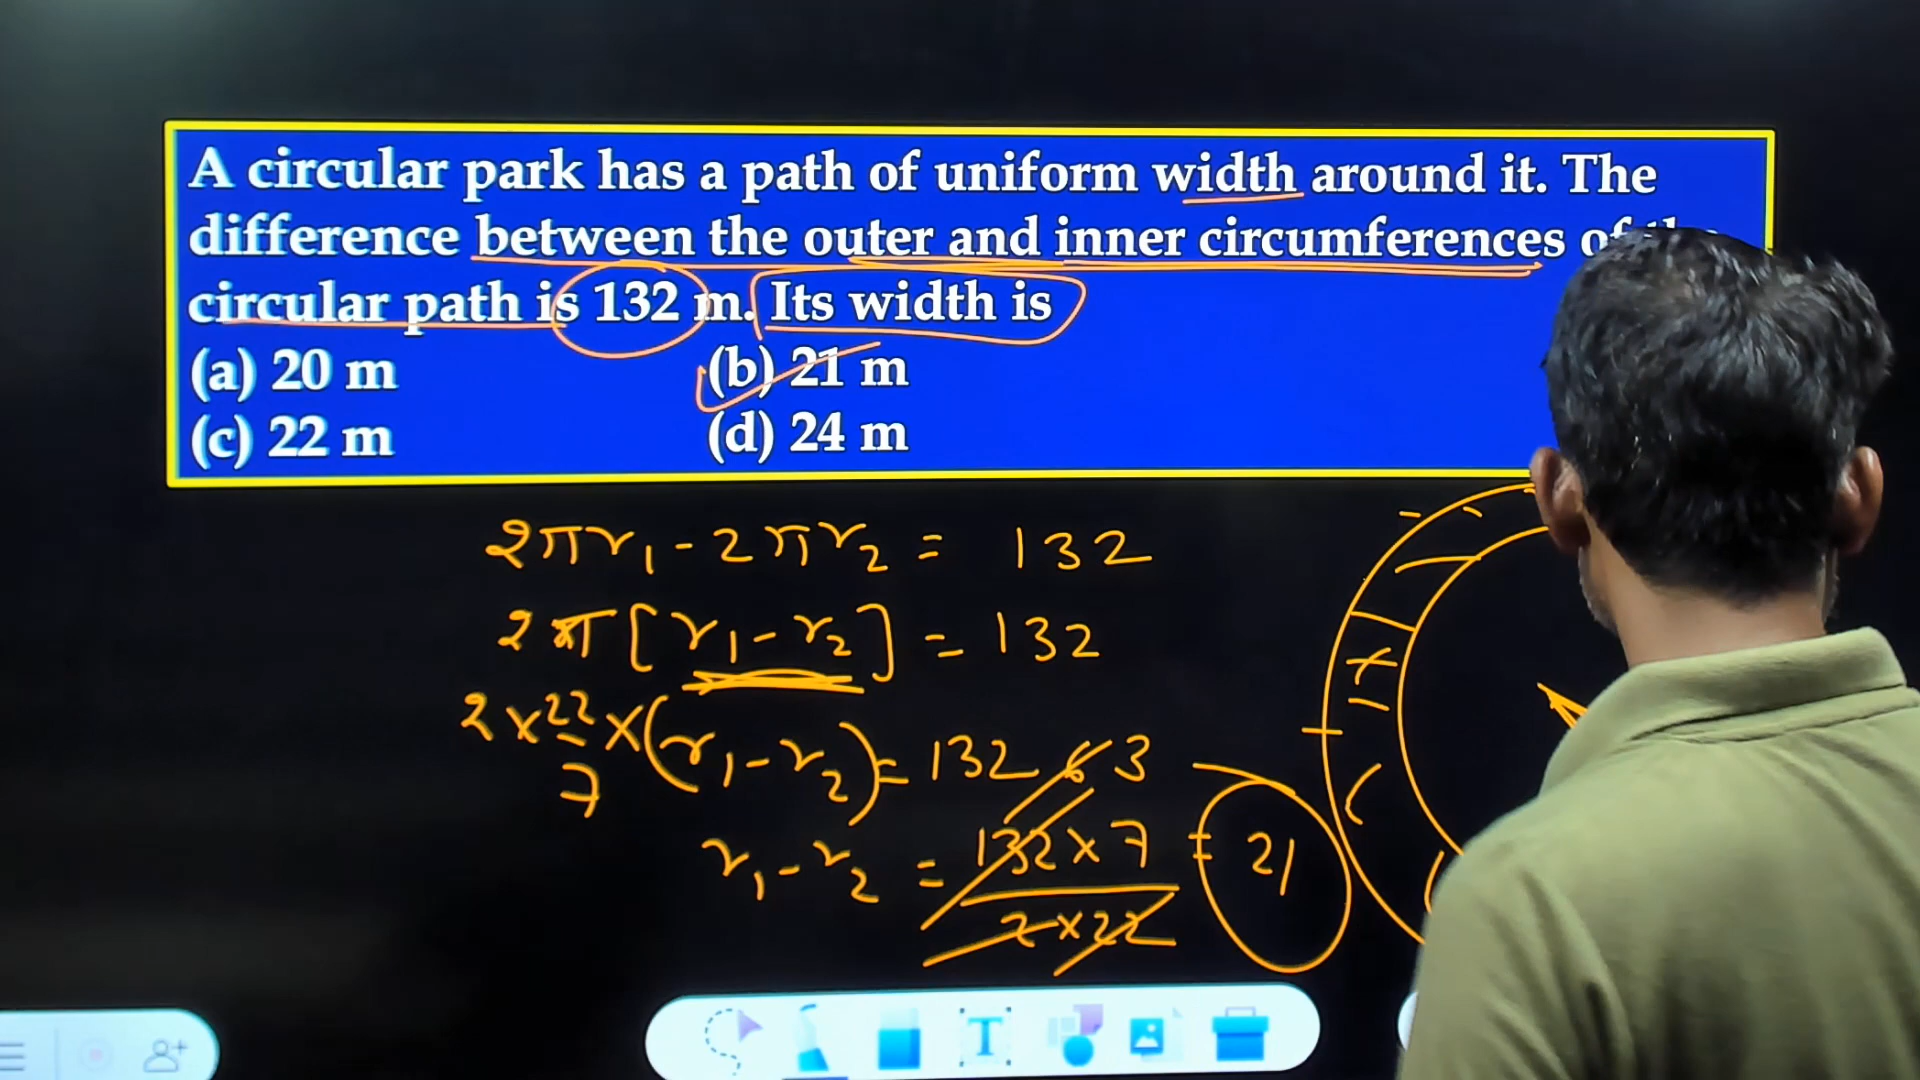 A circular park has a path of uniform width around it. The
difference between the outer and inner circumferences of
circular path is 132 m. Its width is
(a) 20 m (b) 21 m
(c) 22 m (d) 24 m
2πr₁ - 2πr₂ = 132
2π[r₁ - r₂] = 132
2 × 22/7 × (r₁ - r₂) = 132
6 3
r₁ - r₂ = 132 × 7 / 2 × 22 = 21
T